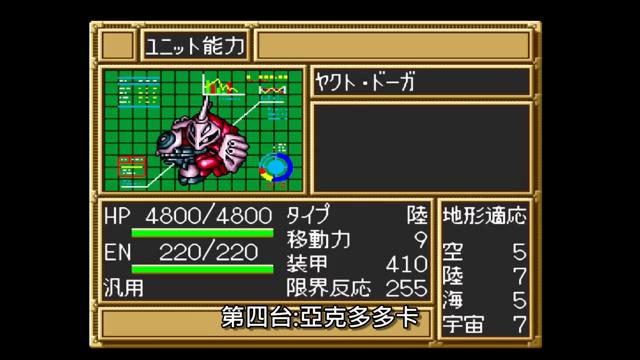 ユニット能力
ヤクト・ドーガ
HP 4800/4800
EN 220/220
汎用
タイプ 陸
移動力 9
装甲 410
限界反応 255
地形適応
空 5
陸 7
海 5
宇宙 7
第四台:亞克多多卡